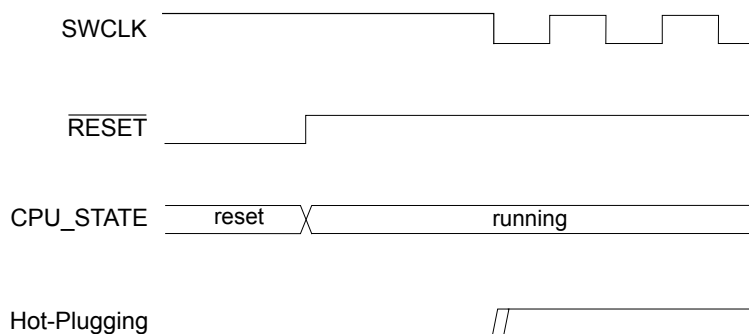 SWCLK
RESET
CPU_STATE reset running
Hot-Plugging